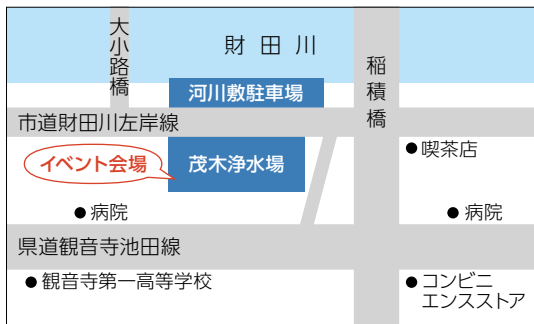 大小路橋
財田川
稲積橋
河川敷駐車場
市道財田川左岸線
イベント会場
茂木浄水場
●喫茶店
●病院
●病院
県道観音寺池田線
●観音寺第一高等学校
●コンビニ
エンスストア